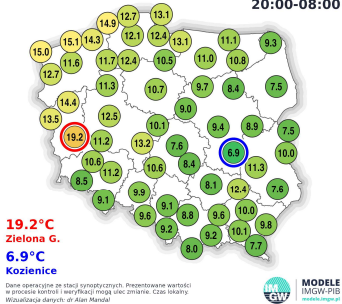 20:00-08:00
12.7 13.1
14.9
15.1 14.3 12.1 12.4 13.1 11.1 9.3
15.0
11.6 11.7 12.4 10.5 11.0 10.8
12.7
11.3 10.7 9.7 8.4 7.5
14.4
9.0
13.5 12.5 10.1 9.4 8.9 7.5
19.2 11.2 13.2 7.6 6.9 10.0
10.6 11.2 10.6 8.4 11.3
8.5 8.1 12.4 7.6
9.1 9.9
9.1 10.0
9.6 8.8 9.6 9.8
9.2 9.2 10.1
8.0 7.7
19.2°C
Zielona G.
6.9°C
Kozienice
Dane operacyjne ze stacji synoptycznych. Prezentowane wartości
w procesie kontroli i weryfikacji mogą ulec zmianie. Czas lokalny.
Wizualizacja danych: dr Alan Mandal
IM
GW
MODELE
IMGW-PIB